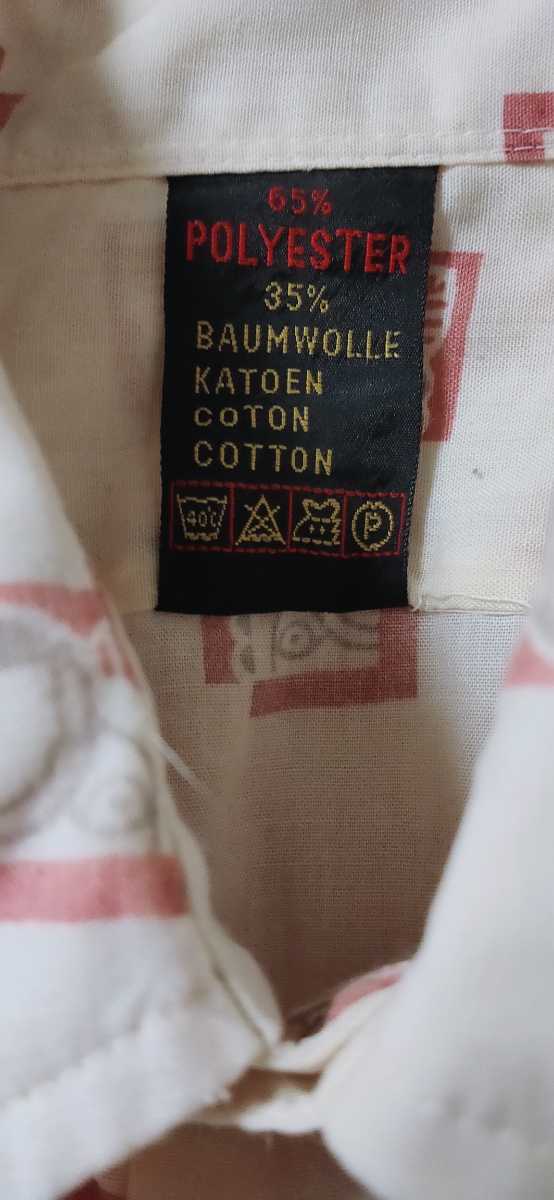 65%
POLYESTER
35%
BAUMWOLLE
KATOEN
COTON
COTTON
40°C P